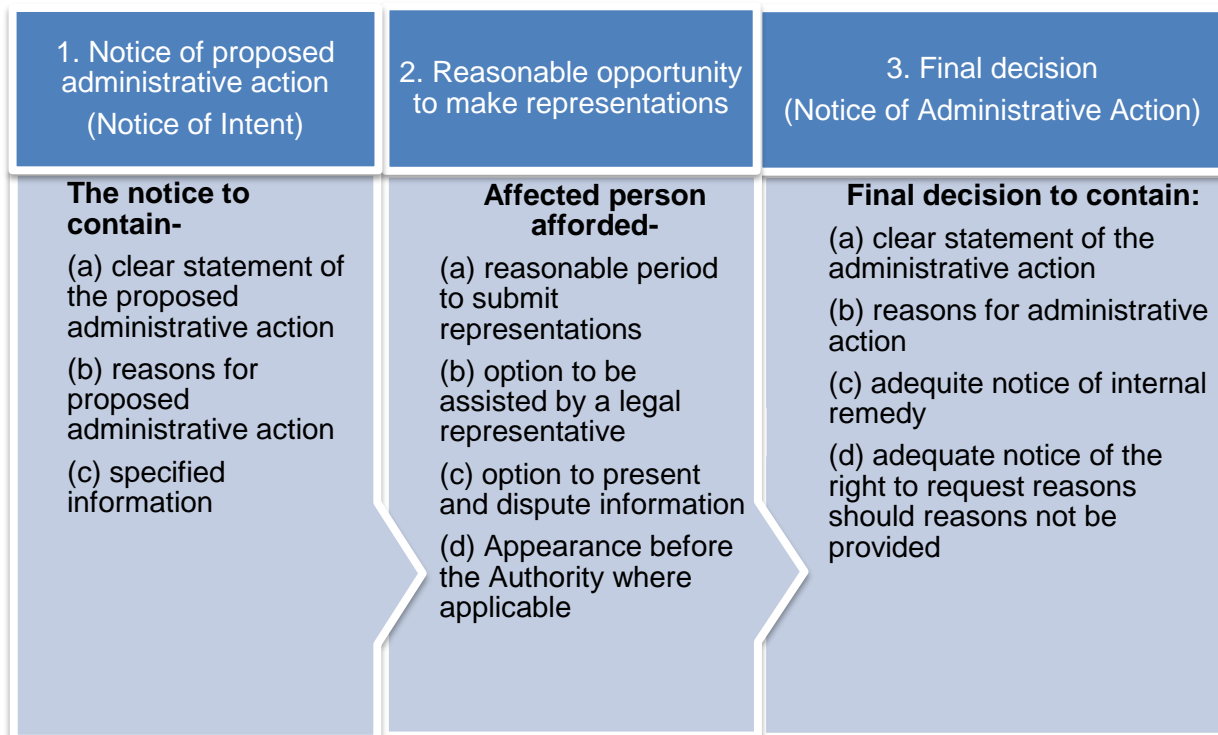 1. Notice of proposed
administrative action
(Notice of Intent)
The notice to
contain-
(a) clear statement of
the proposed
administrative action
(b) reasons for
proposed
administrative action
(c) specified
information
2. Reasonable opportunity
to make representations
Affected person
afforded-
(a) reasonable period
to submit
representations
(b) option to be
assisted by a legal
representative
(c) option to present
and dispute information
(d) Appearance before
the Authority where
applicable
3. Final decision
(Notice of Administrative Action)
Final decision to contain:
(a) clear statement of the
administrative action
(b) reasons for administrative
action
(c) adequite notice of internal
remedy
(d) adequate notice of the
right to request reasons
should reasons not be
provided